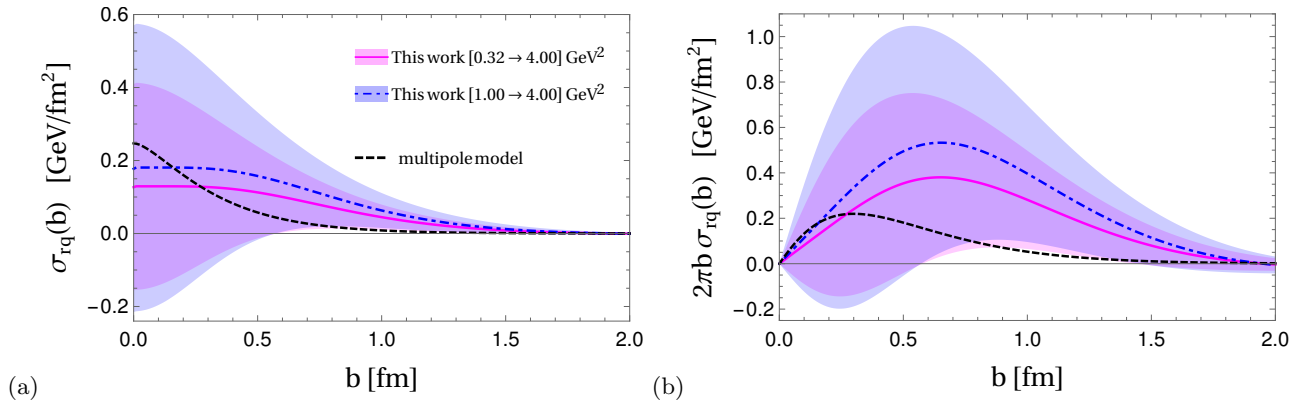 0.6
0.4
0.2
0.0
−0.2
σrq(b) [GeV/fm²]
This work [0.32 → 4.00] GeV²
This work [1.00 → 4.00] GeV²
multipole model
0.0 0.5 1.0 1.5 2.0
b [fm]
(a)
1.0
0.8
0.6
0.4
0.2
0.0
−0.2
2πb σrq(b) [GeV/fm²]
0.0 0.5 1.0 1.5 2.0
b [fm]
(b)